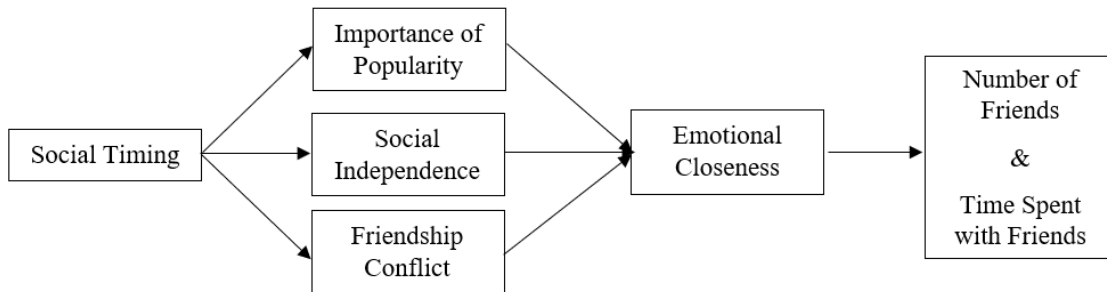 Social Timing
Importance of
Popularity
Social
Independence
Friendship
Conflict
Emotional
Closeness
Number of
Friends
&
Time Spent
with Friends